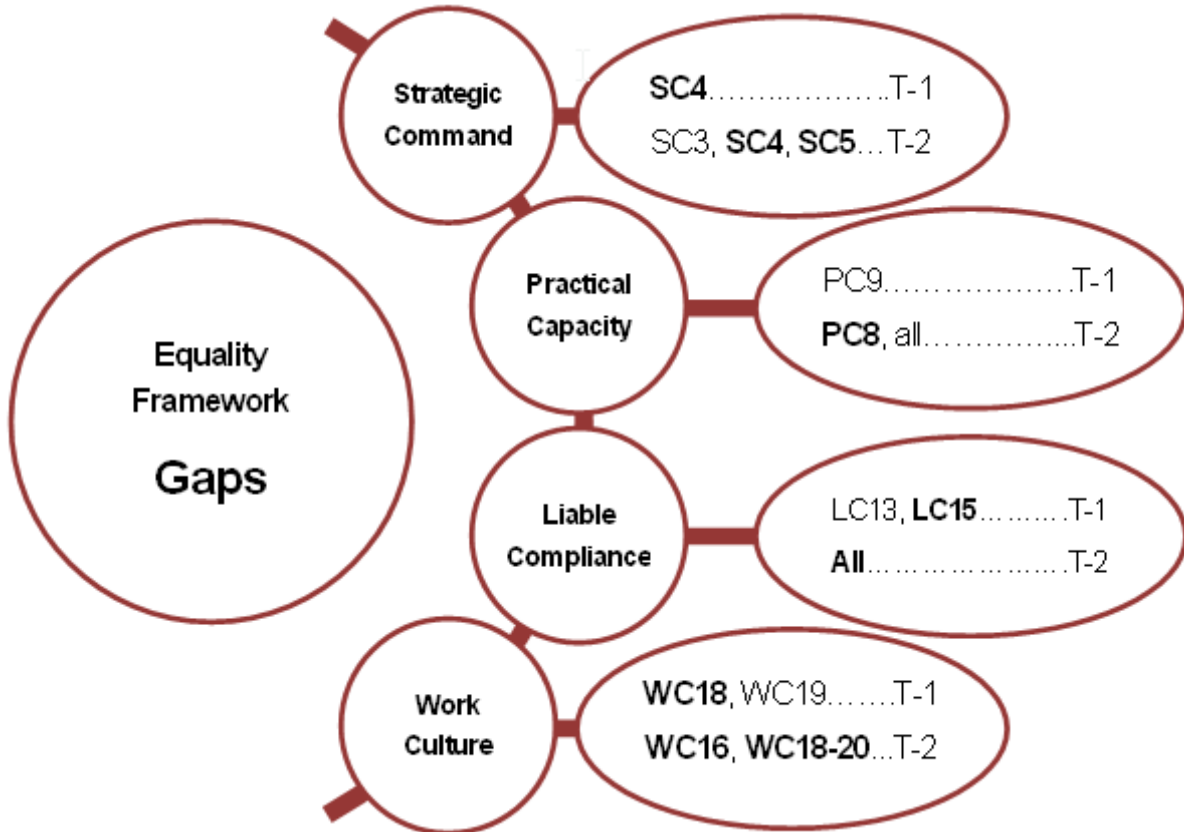 Equality
Framework
Gaps
Strategic
Command
SC4……..………..T-1
SC3, SC4, SC5…T-2
Practical
Capacity
PC9……………….T-1
PC8, all…………...T-2
Liable
Compliance
LC13, LC15……….T-1
All………………….T-2
Work
Culture
WC18, WC19…….T-1
WC16, WC18-20…T-2